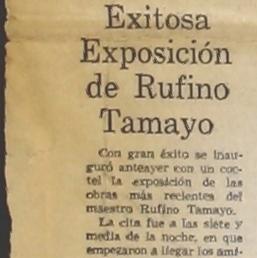 Exitosa
Exposición
de Rufino
Tamayo
Con gran éxito se inau-
guró anteayer con un coc-
tel la exposición de las
obras más recientes del
maestro Rufino Tamayo.
La cita fue a las siete y
media de la noche, en que
empezaron a llegar los ami-